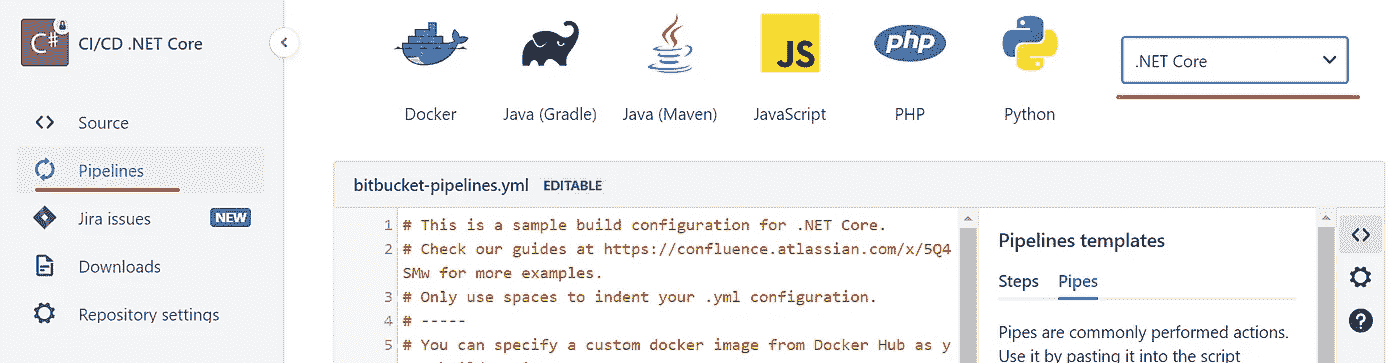 C#
CI/CD .NET Core
Source
Pipelines
Jira issues
NEW
Downloads
Repository settings
JS
php
Docker
Java (Gradle)
Java (Maven)
JavaScript
PHP
Python
.NET Core
bitbucket-pipelines.yml EDITABLE
1 # This is a sample build configuration for .NET Core.
2 # Check our guides at https://confluence.atlassian.com/x/5Q4
SMw for more examples.
3 # Only use spaces to indent your .yml configuration.
4 # -----
5 # You can specify a custom docker image from Docker Hub as y
Pipelines templates
Steps Pipes
Pipes are commonly performed actions.
Use it by pasting it into the script